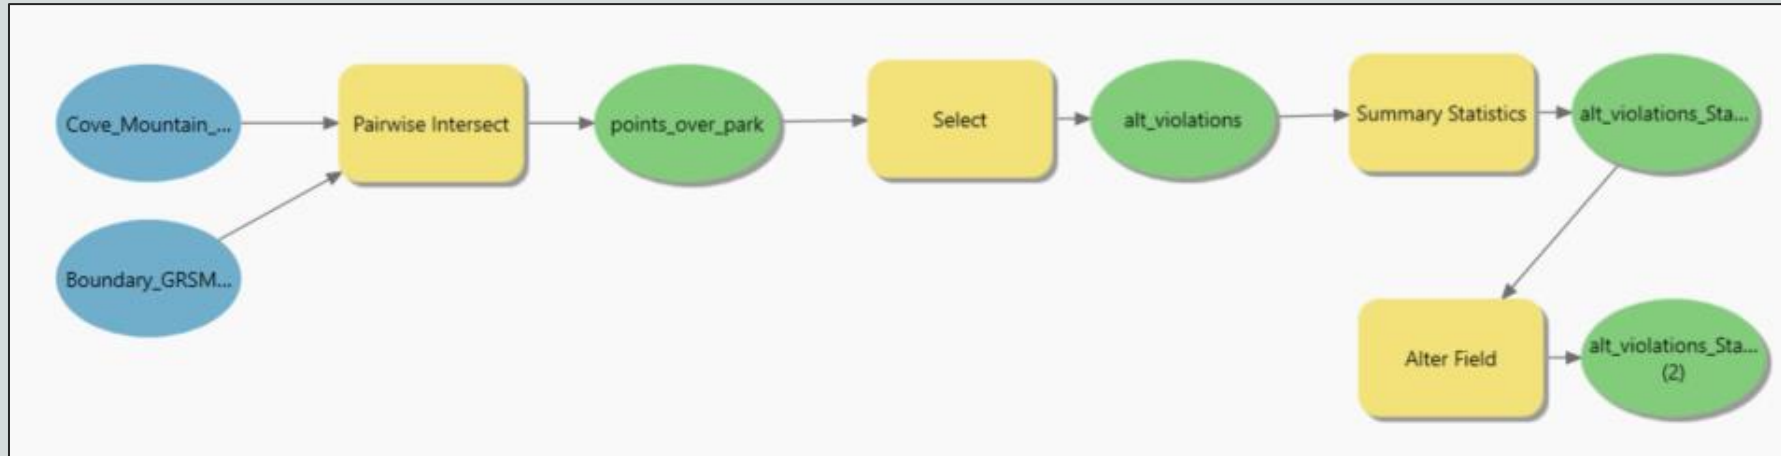 Cove_Mountain_...
Pairwise Intersect
points_over_park
Select
alt_violations
Summary Statistics
alt_violations_Sta...
Boundary_GRSM...
Alter Field
alt_violations_Sta...
(2)